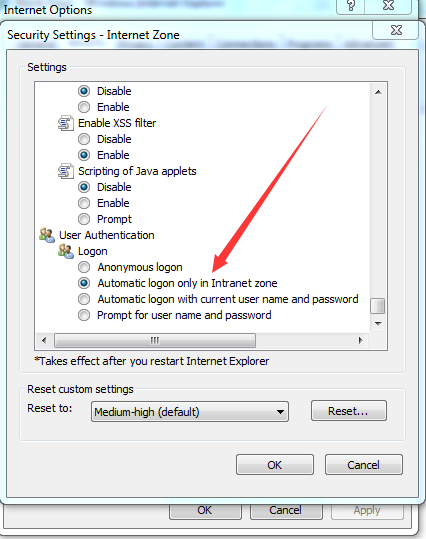 Internet Options
Security Settings - Internet Zone
Settings
Disable
Enable
Enable XSS filter
Disable
Enable
Scripting of Java applets
Disable
Enable
Prompt
User Authentication
Logon
Anonymous logon
Automatic logon only in Intranet zone
Automatic logon with current user name and password
Prompt for user name and password
*Takes effect after you restart Internet Explorer
Reset custom settings
Reset to: Medium-high (default) Reset...
OK Cancel
OK Cancel Apply